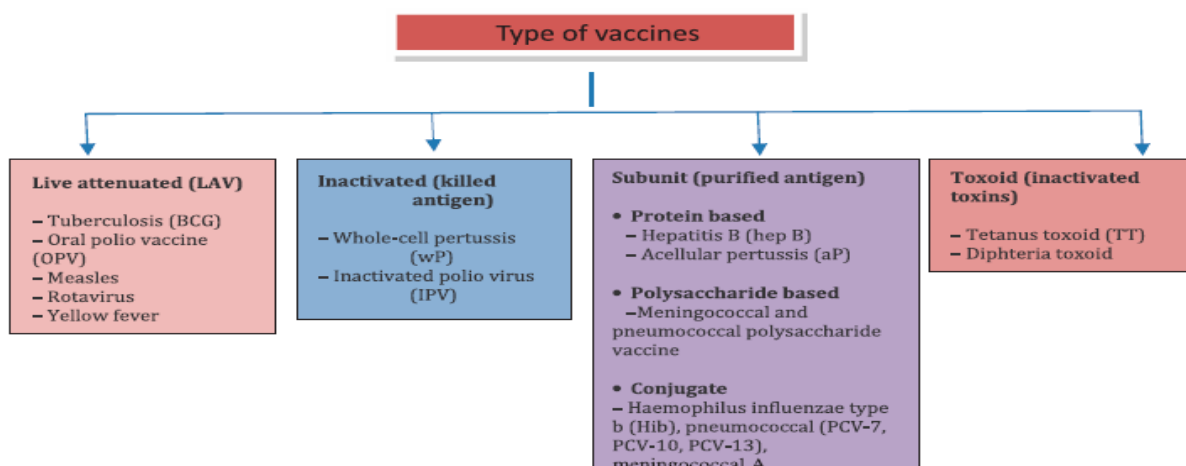 Type of vaccines
Live attenuated (LAV)
– Tuberculosis (BCG)
– Oral polio vaccine
(OPV)
– Measles
– Rotavirus
– Yellow fever
Inactivated (killed
antigen)
– Whole-cell pertussis
(wP)
– Inactivated polio virus
(IPV)
Subunit (purified antigen)
• Protein based
– Hepatitis B (hep B)
– Acellular pertussis (aP)
• Polysaccharide based
–Meningococcal and
pneumococcal polysaccharide
vaccine
• Conjugate
– Haemophilus influenzae type
b (Hib), pneumococcal (PCV-7,
PCV-10, PCV-13),
meningococcal A
Toxoid (inactivated
toxins)
– Tetanus toxoid (TT)
– Diphteria toxoid